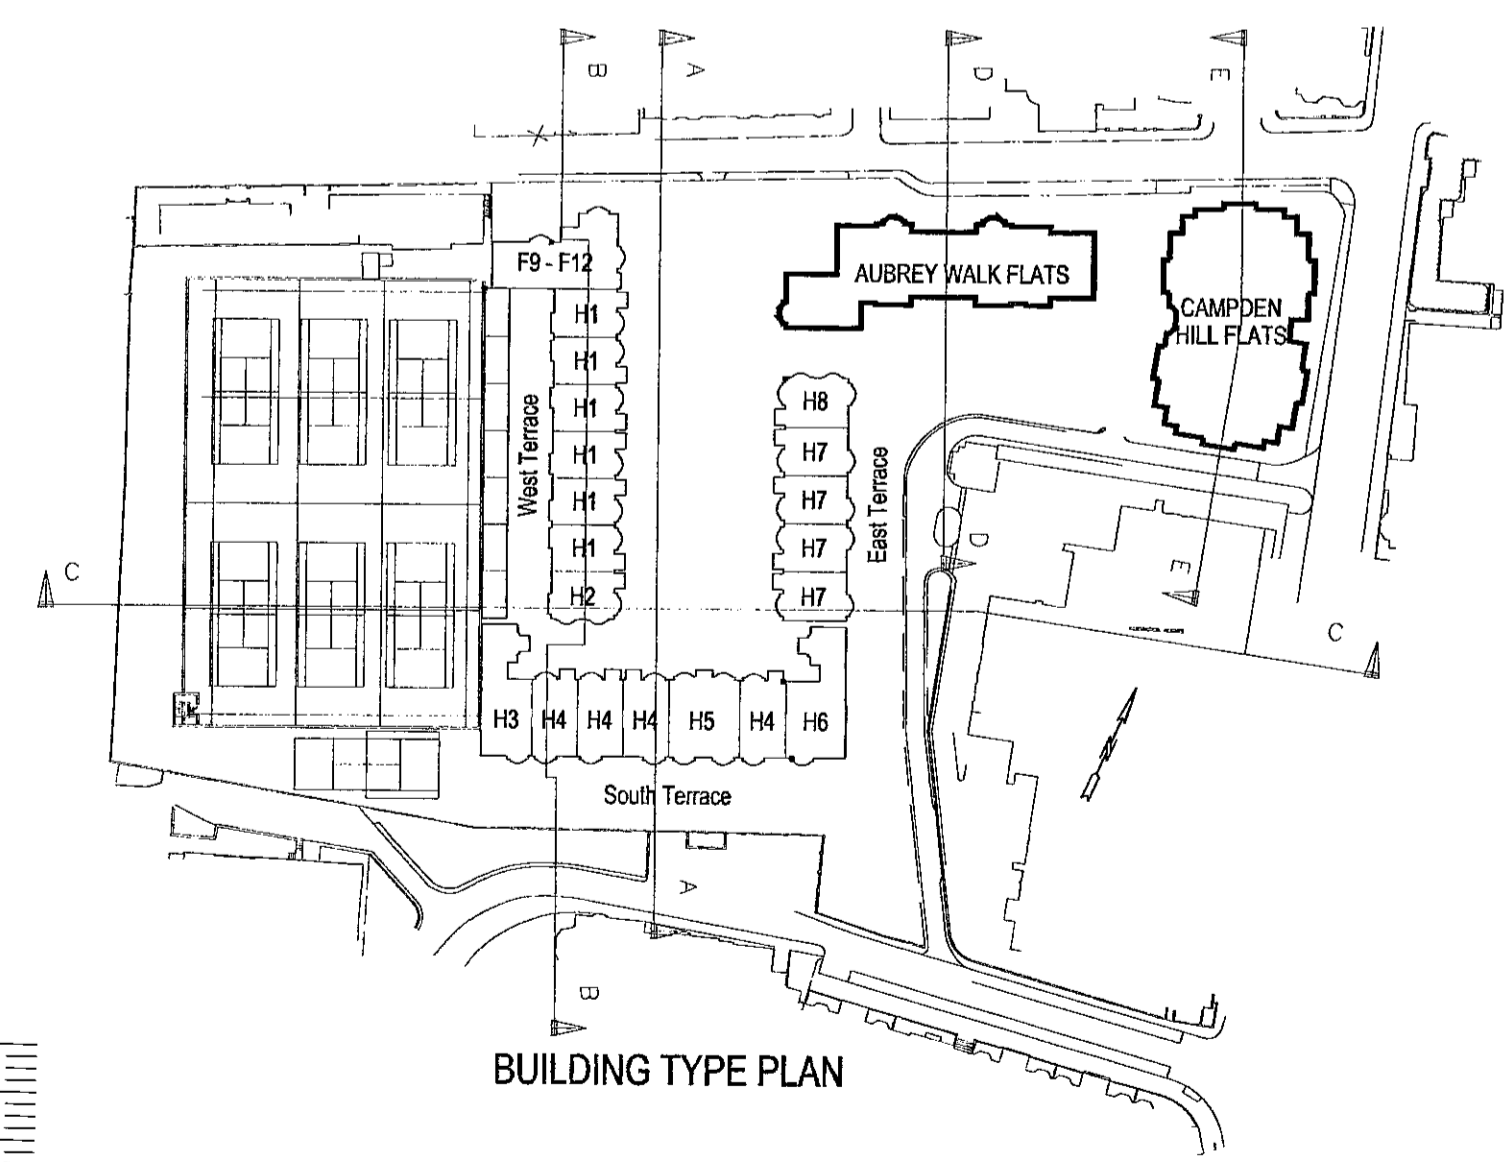 B
A
D
E
F9 - F12
AUBREY WALK FLATS
CAMPDEN
HILL FLATS
H1
H1
H1
H1
H1
H1
H2
West Terrace
H8
H7
H7
H7
H7
East Terrace
D
E
C
C
H3
H4
H4
H4
H5
H4
H6
N
South Terrace
A
B
BUILDING TYPE PLAN